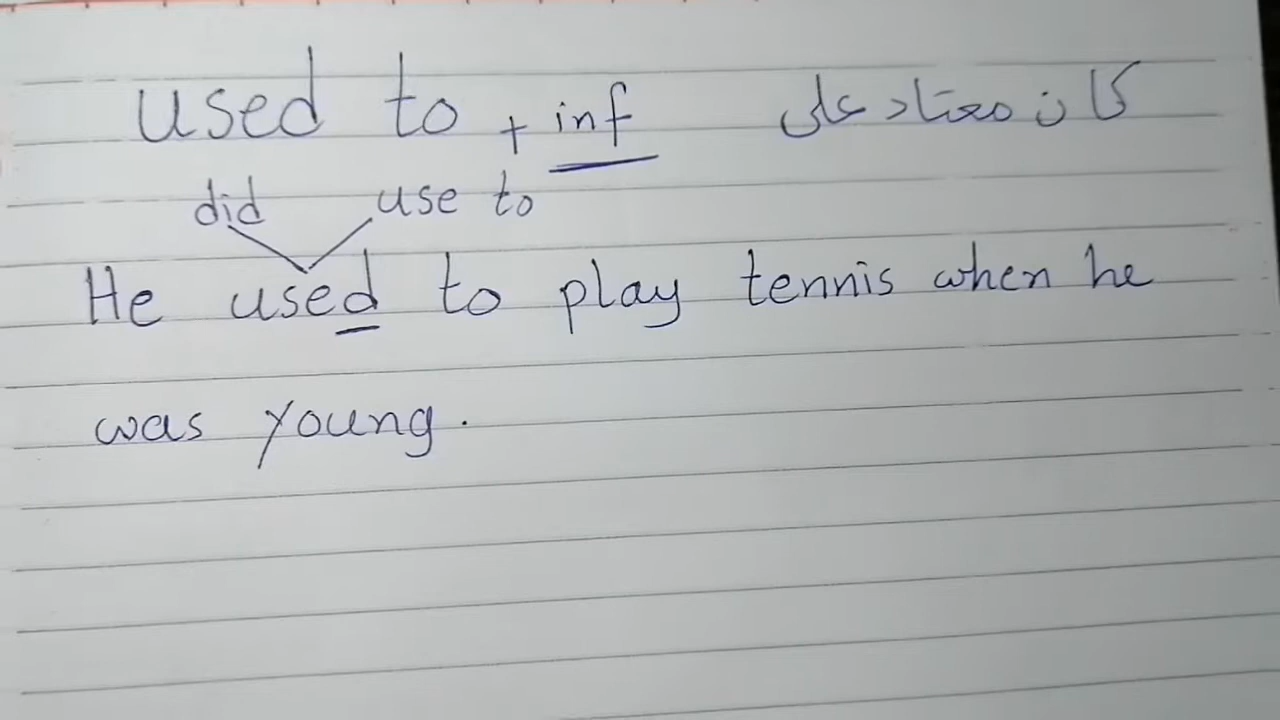 used to + inf كان معتاد على
did use to
He used to play tennis when he
was young.